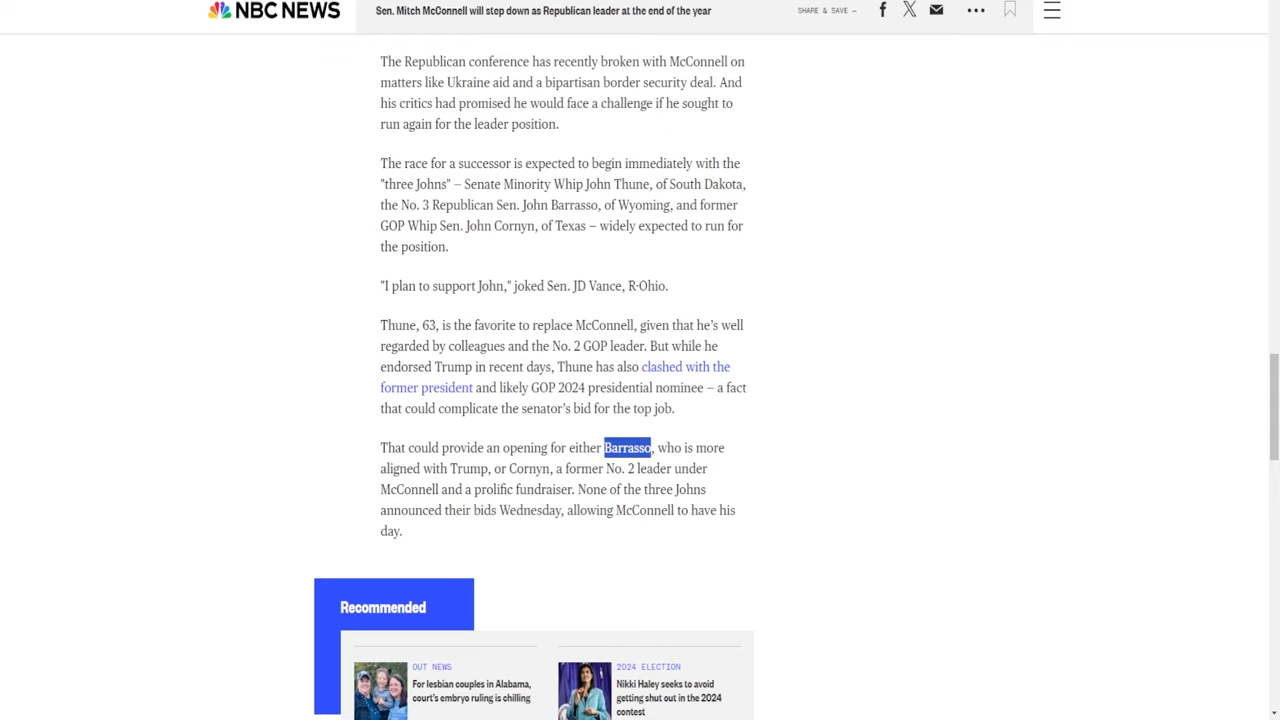 NBC NEWS
Sen. Mitch McConnell will step down as Republican leader at the end of the year
SHARE & SAVE —
The Republican conference has recently broken with McConnell on
matters like Ukraine aid and a bipartisan border security deal. And
his critics had promised he would face a challenge if he sought to
run again for the leader position.
The race for a successor is expected to begin immediately with the
"three Johns" — Senate Minority Whip John Thune, of South Dakota,
the No. 3 Republican Sen. John Barrasso, of Wyoming, and former
GOP Whip Sen. John Cornyn, of Texas — widely expected to run for
the position.
"I plan to support John," joked Sen. JD Vance, R-Ohio.
Thune, 63, is the favorite to replace McConnell, given that he's well
regarded by colleagues and the No. 2 GOP leader. But while he
endorsed Trump in recent days, Thune has also clashed with the
former president and likely GOP 2024 presidential nominee — a fact
that could complicate the senator's bid for the top job.
That could provide an opening for either Barrasso, who is more
aligned with Trump, or Cornyn, a former No. 2 leader under
McConnell and a prolific fundraiser. None of the three Johns
announced their bids Wednesday, allowing McConnell to have his
day.
Recommended
OUT NEWS
For lesbian couples in Alabama,
court's embryo ruling is chilling
2024 ELECTION
Nikki Haley seeks to avoid
getting shut out in the 2024
contest